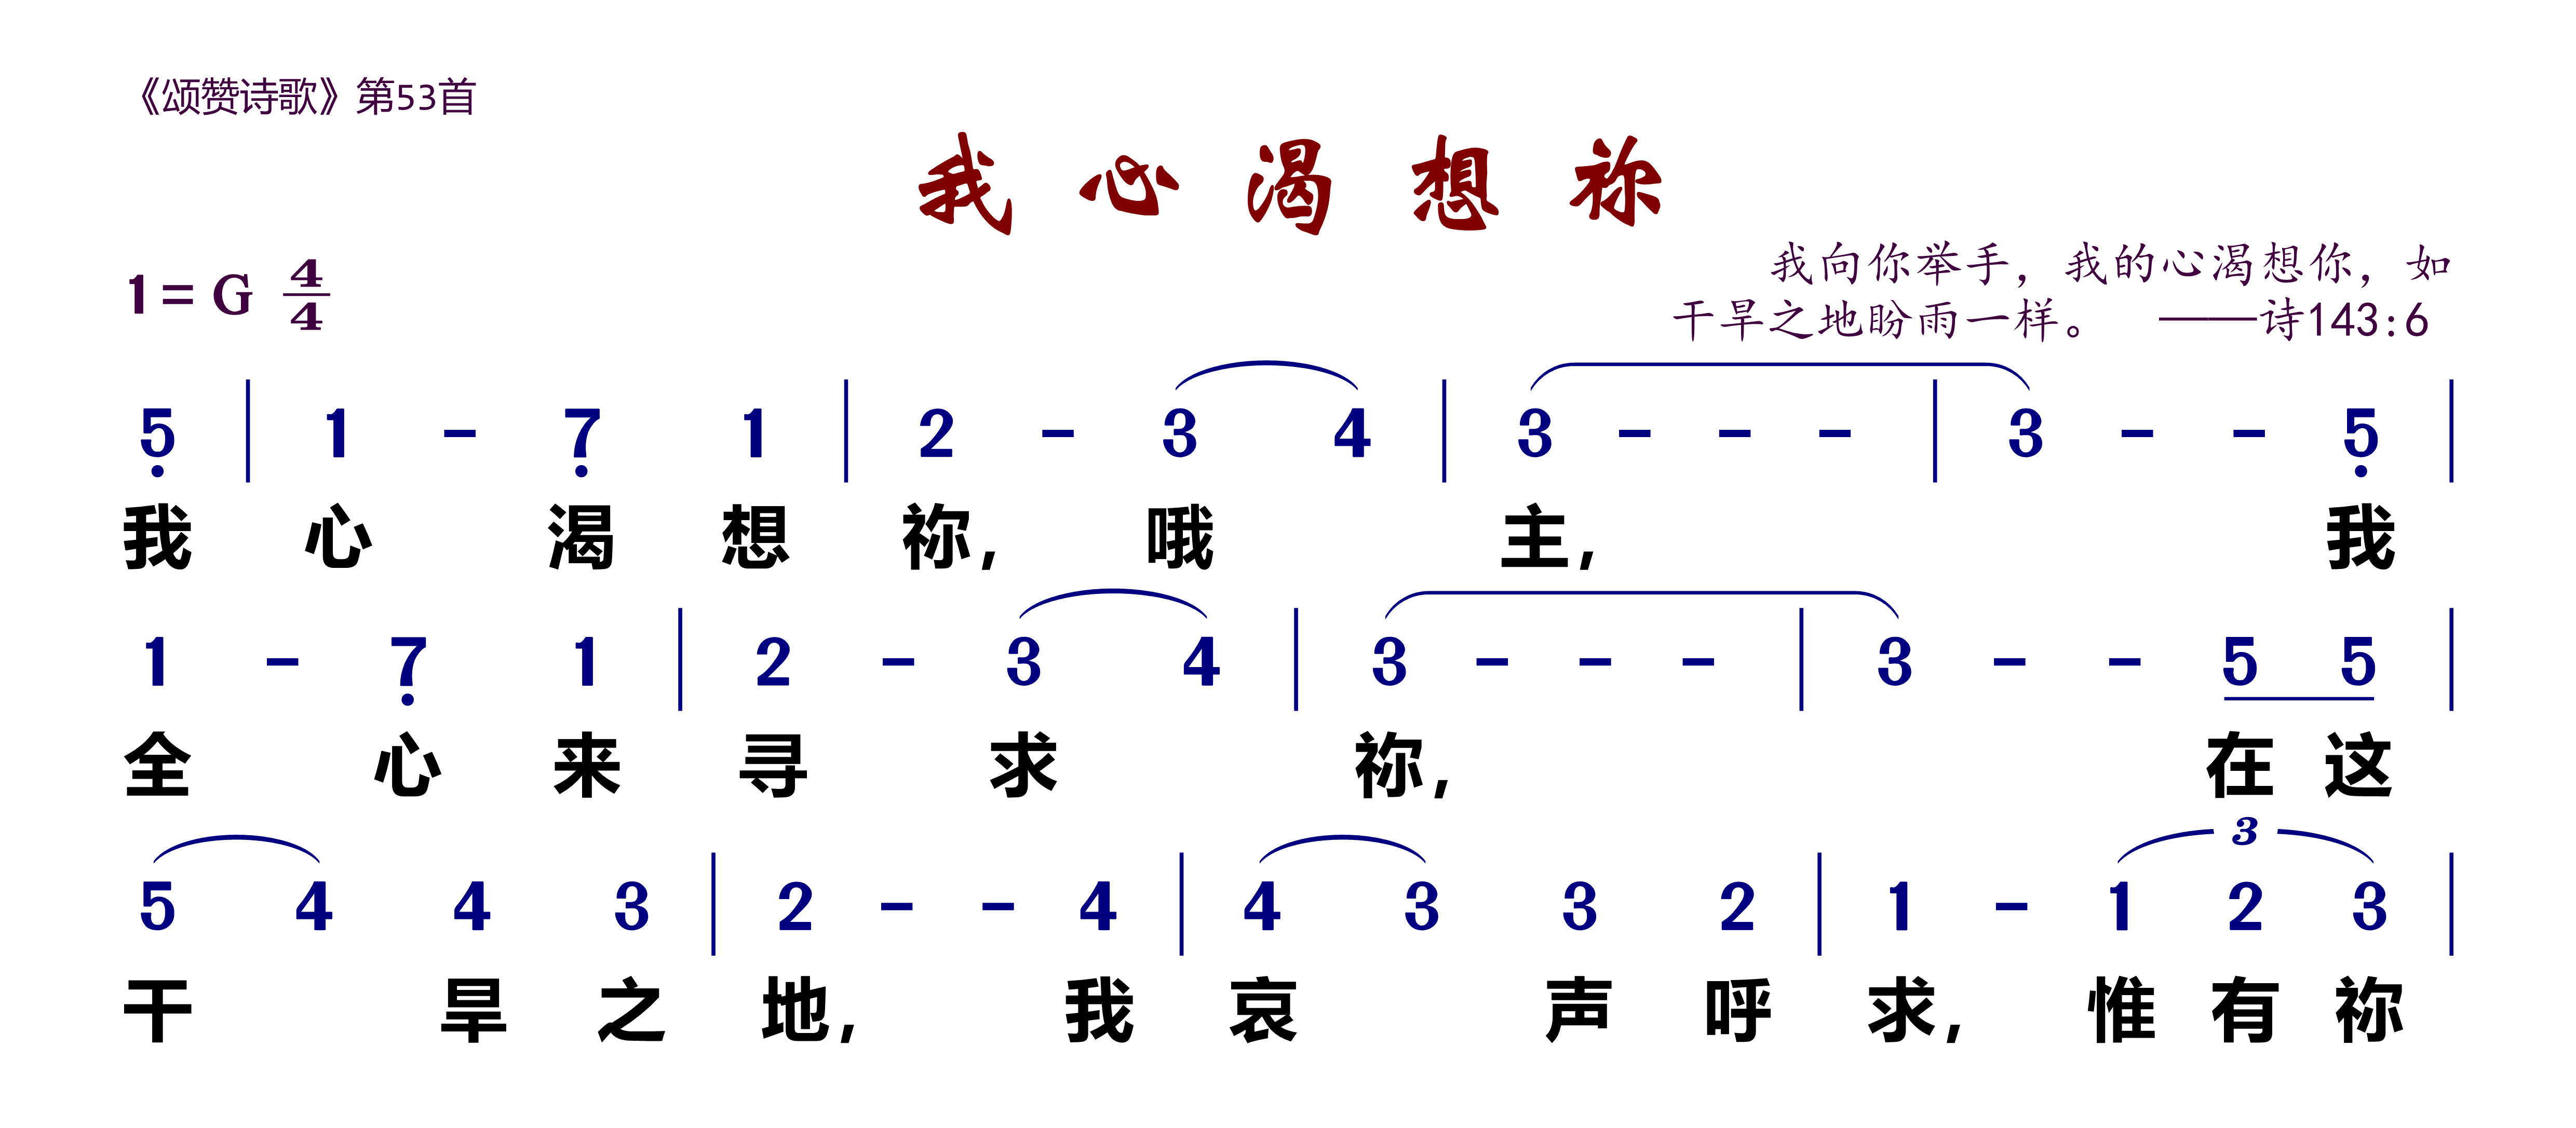 《颂赞诗歌》第53首
我心渴想祢
我向你举手，我的心渴想你，如
干旱之地盼雨一样。 ——诗143:6
1= G 4/4
5̣ | 1 - 7̣ 1 | 2 - 3 4 | 3 - - - | 3 - - 5̣ |
我 心 渴 想 祢, 哦 主, 我
1 - 7̣ 1 | 2 - 3 4 | 3 - - - | 3 - - 5 5 |
全 心 来 寻 求 祢, 在 这
3
5 4 4 3 | 2 - - 4 | 4 3 3 2 | 1 - 1 2 3 |
干 旱 之 地, 我 哀 声 呼 求, 惟 有 祢